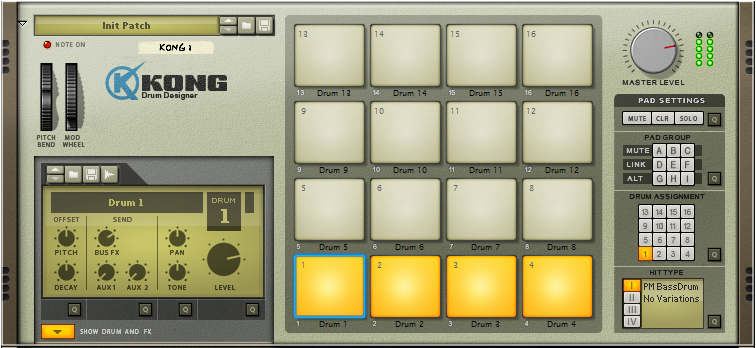 Init Patch
NOTE ON
KONG 1
KONG
Drum Designer
PITCH BEND
MOD WHEEL
Drum 1
DRUM 1
OFFSET
SEND
PITCH
BUS FX
PAN
DECAY
AUX 1
AUX 2
TONE
LEVEL
Q
Q
Q
Q
SHOW DRUM AND FX
13
14
15
16
13 Drum 13
14 Drum 14
15 Drum 15
16 Drum 16
9
10
11
12
9 Drum 9
10 Drum 10
11 Drum 11
12 Drum 12
5
6
7
8
5 Drum 5
6 Drum 6
7 Drum 7
8 Drum 8
1
2
3
4
1 Drum 1
2 Drum 2
3 Drum 3
4 Drum 4
MASTER LEVEL
PAD SETTINGS
MUTE CLR SOLO Q
PAD GROUP
MUTE A B C
LINK D E F
ALT G H I Q
DRUM ASSIGNMENT
13 14 15 16
9 10 11 12
5 6 7 8
1 2 3 4 Q
HIT TYPE
I PM BassDrum
II No Variations
III
IV Q